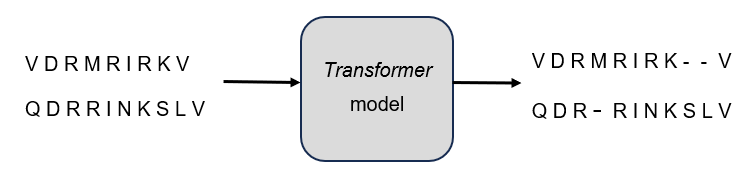 V D R M R I R K V
Q D R R I N K S L V
Transformer
model
V D R M R I R K - - V
Q D R - R I N K S L V